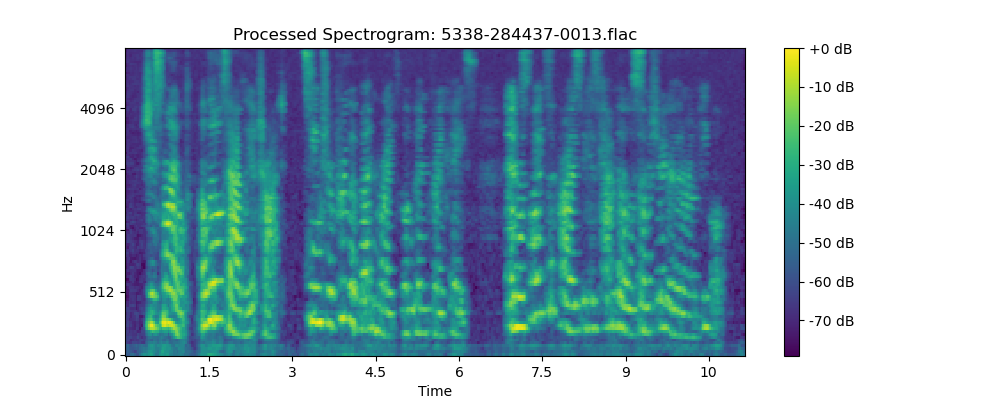 Processed Spectrogram: 5338-284437-0013.flac
Hz
4096
2048
1024
512
0
0 1.5 3 4.5 6 7.5 9 10
Time
+0 dB
-10 dB
-20 dB
-30 dB
-40 dB
-50 dB
-60 dB
-70 dB